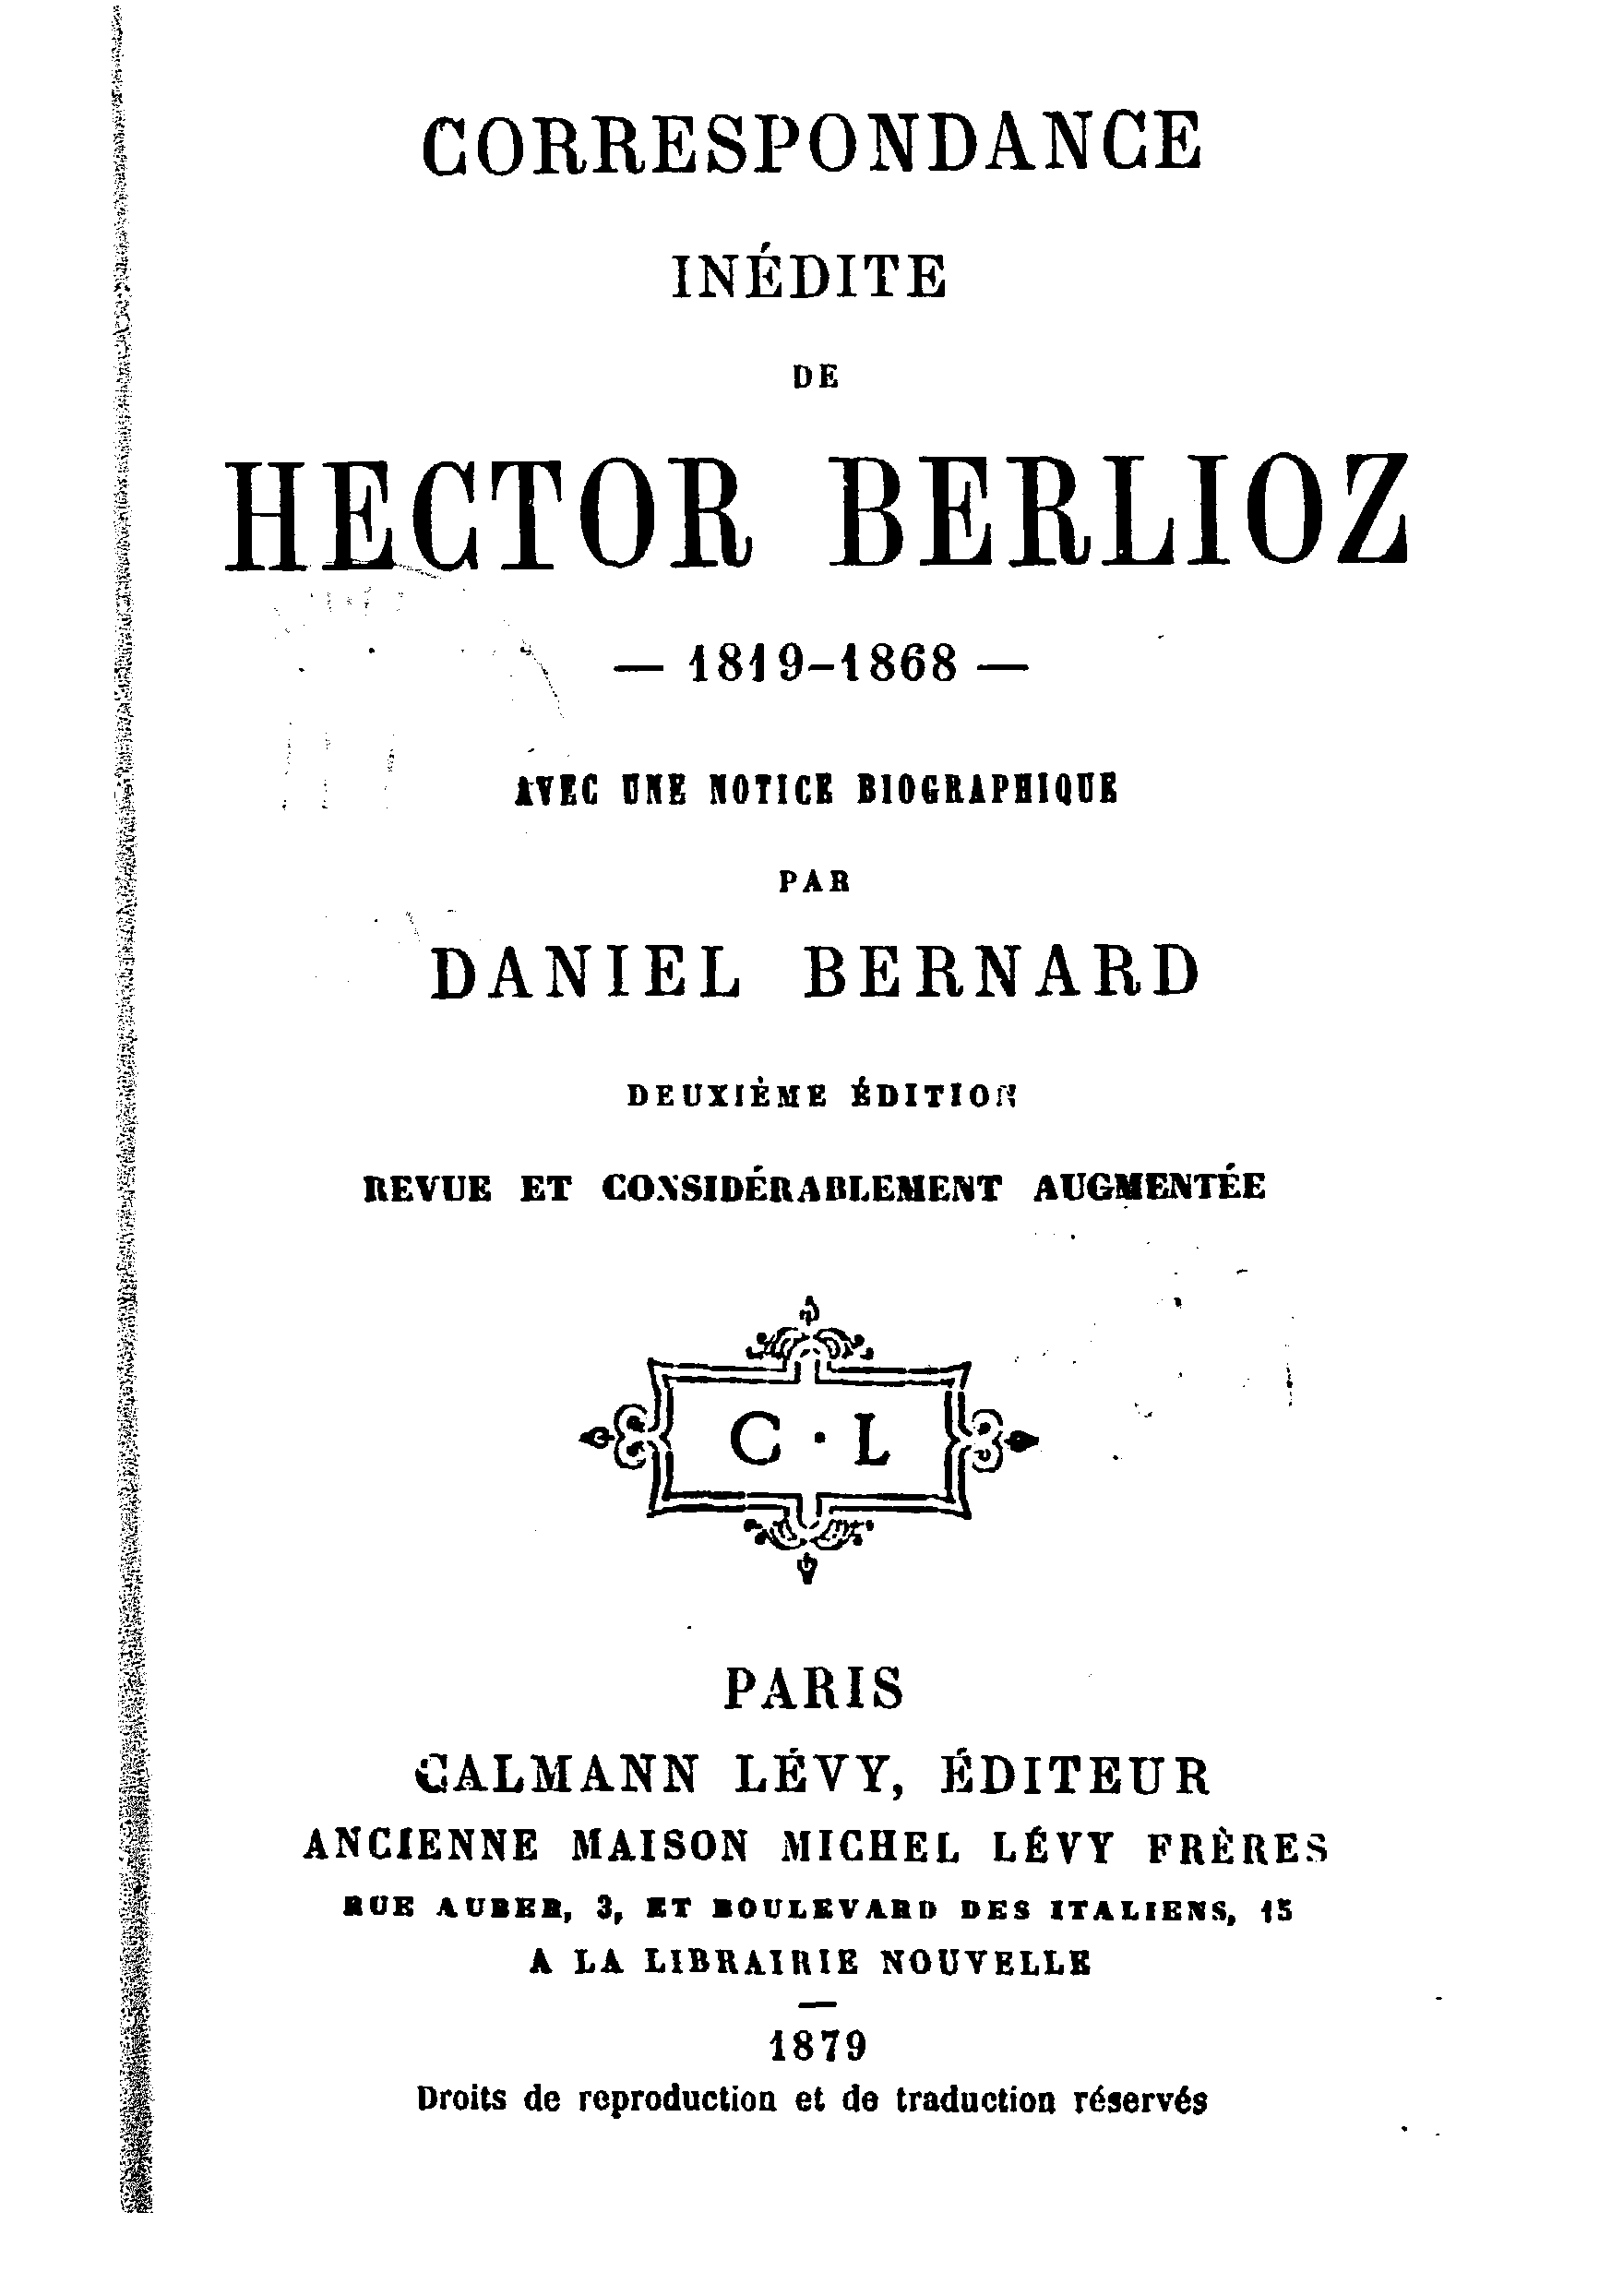 CORRESPONDANCE
INÉDITE
DE
HECTOR BERLIOZ
— 1819-1868 —
AVEC UNE NOTICE BIOGRAPHIQUE
PAR
DANIEL BERNARD
DEUXIÈME ÉDITION
REVUE ET CONSIDÉRABLEMENT AUGMENTÉE
C · L
PARIS
CALMANN LÉVY, ÉDITEUR
ANCIENNE MAISON MICHEL LÉVY FRÈRES
RUE AUBER, 3, ET BOULEVARD DES ITALIENS, 15
A LA LIBRAIRIE NOUVELLE
1879
Droits de reproduction et de traduction réservés